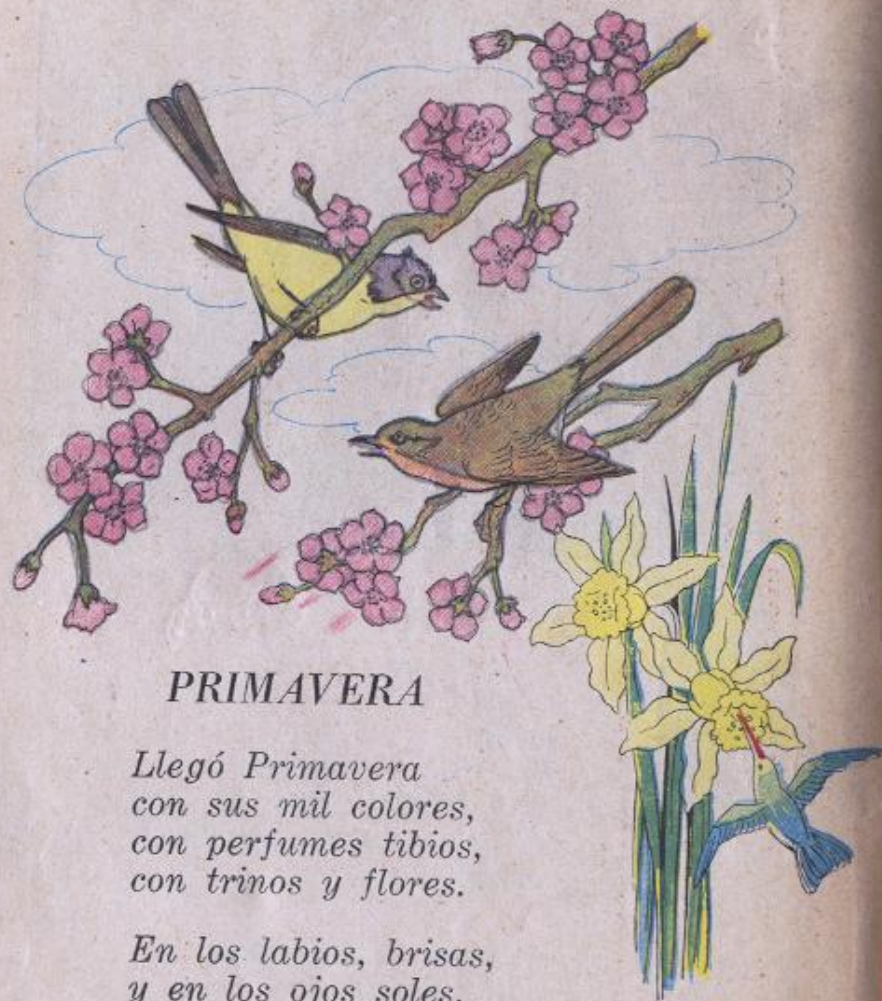 PRIMAVERA
Llegó Primavera
con sus mil colores,
con perfumes tibios,
con trinos y flores.
En los labios, brisas,
y en los ojos soles,